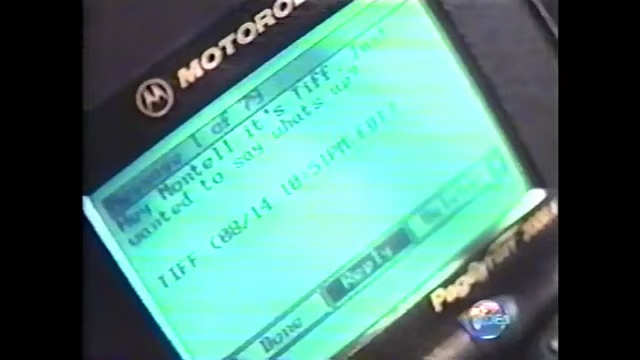 MOTOROLA
Message 1 of 79
Hey Montell it's Tiff. Just
wanted to say whats up?
TIFF (08/14 10:51PM EDT)
Done Reply Delete
PageWriter